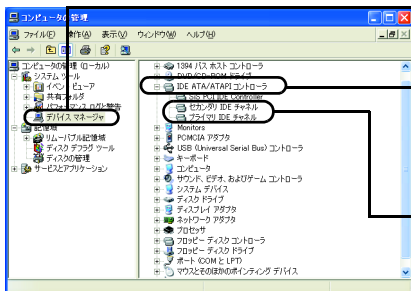 コンピュータの管理
ファイル(F) 操作(A) 表示(V) ウィンドウ(W) ヘルプ(H)
コンピュータの管理 (ローカル)
システム ツール
イベント ビューア
共有フォルダ
パフォーマンス ログと警告
デバイス マネージャ
記憶域
リムーバブル記憶域
ディスク デフラグ ツール
ディスクの管理
サービスとアプリケーション
1394 バス ホスト コントローラ
DVD/CD-ROM ドライブ
IDE ATA/ATAPI コントローラ
SiS PCI IDE Controller
セカンダリ IDE チャネル
プライマリ IDE チャネル
Monitors
PCMCIA アダプタ
USB (Universal Serial Bus) コントローラ
キーボード
コンピュータ
サウンド、ビデオ、およびゲーム コントローラ
システム デバイス
ディスク ドライブ
ディスプレイ アダプタ
ネットワーク アダプタ
プロセッサ
フロッピー ディスク コントローラ
フロッピー ディスク ドライブ
ポート (COM と LPT)
マウスとそのほかのポインティング デバイス